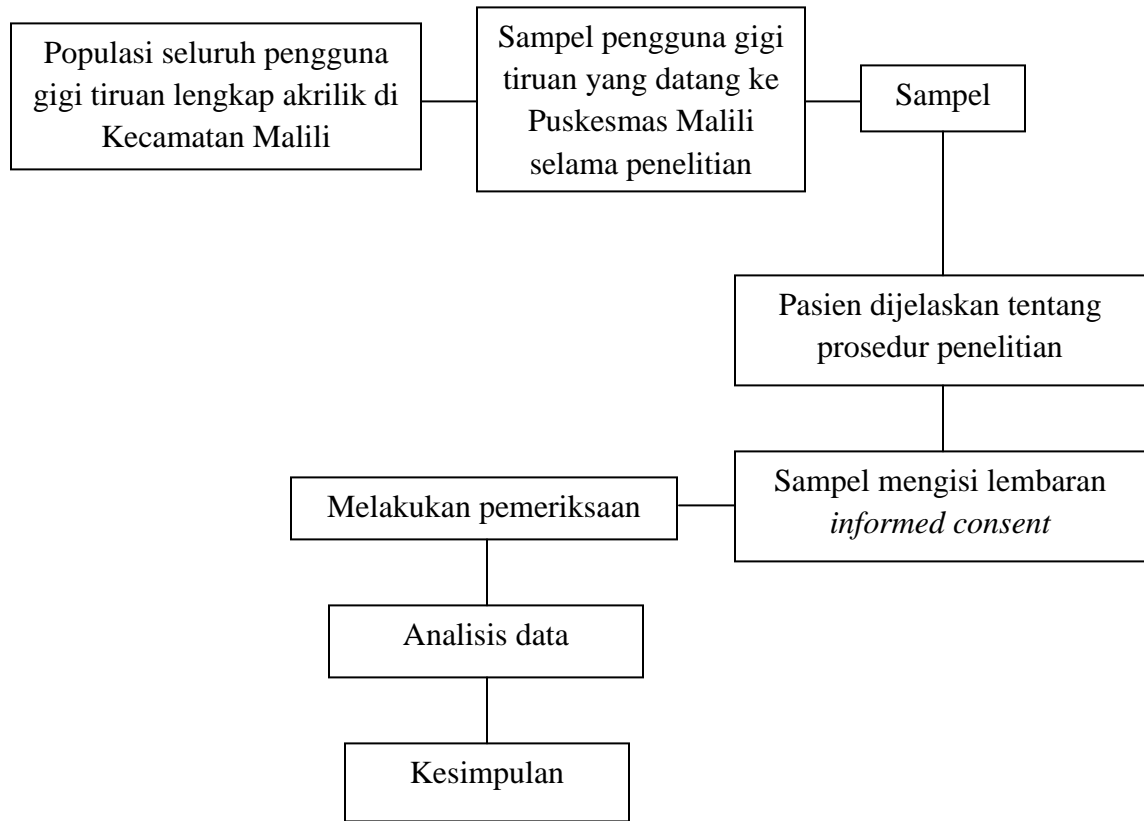 Populasi seluruh pengguna
gigi tiruan lengkap akrilik di
Kecamatan Malili
Sampel pengguna gigi
tiruan yang datang ke
Puskesmas Malili
selama penelitian
Sampel
Pasien dijelaskan tentang
prosedur penelitian
Sampel mengisi lembaran
informed consent
Melakukan pemeriksaan
Analisis data
Kesimpulan